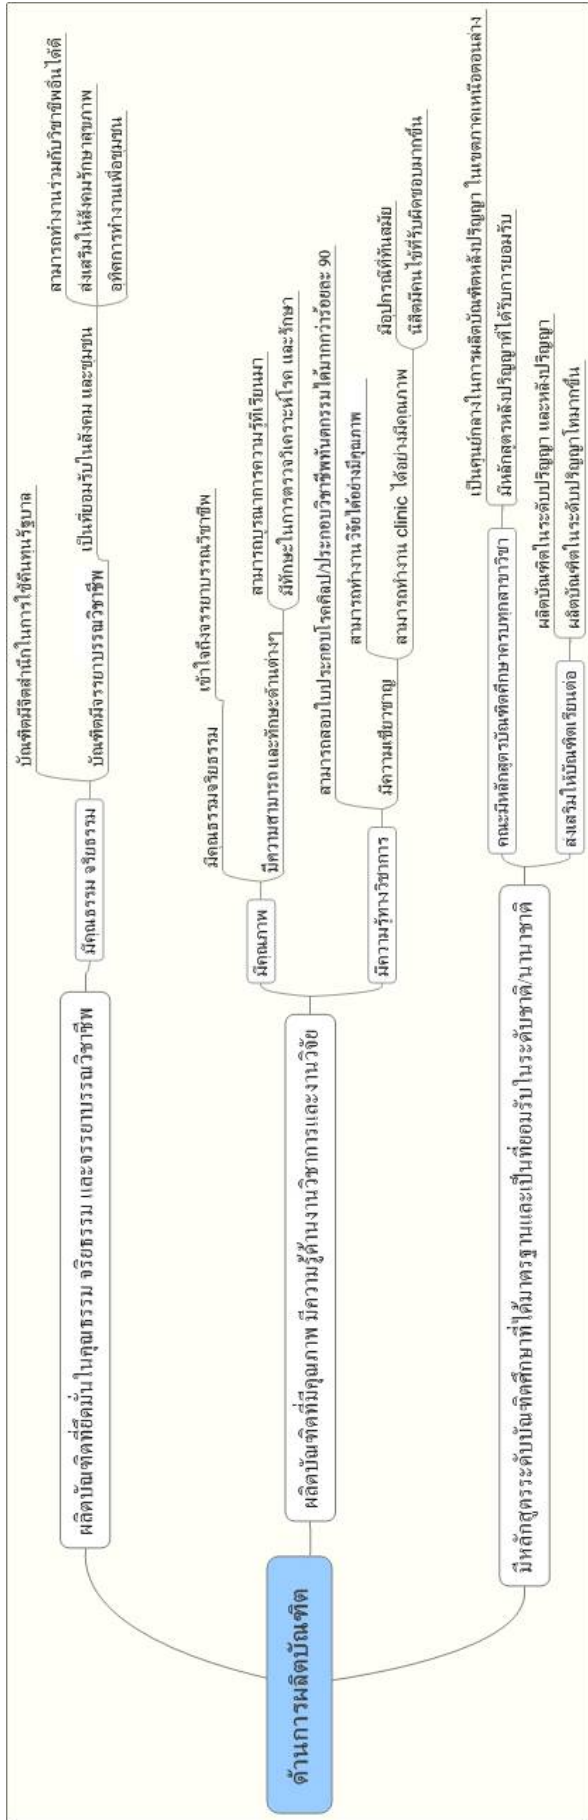 ด้านการผลิตบัณฑิต
ผลิตบัณฑิตที่ยึดมั่นในคุณธรรม จริยธรรม และจรรยาบรรณวิชาชีพ
มีคุณธรรม จริยธรรม
บัณฑิตมีจิตสำนึกในการใช้คืนทุนรัฐบาล
บัณฑิตมีจรรยาบรรณวิชาชีพ
เป็นที่ยอมรับในสังคม และชุมชน
สามารถทำงานร่วมกับวิชาชีพอื่นได้ดี
ส่งเสริมให้สังคมรักษาสุขภาพ
อุทิศการทำงานเพื่อชุมชน
ผลิตบัณฑิตที่มีคุณภาพ มีความรู้ด้านงานวิชาการและงานวิจัย
มีคุณภาพ
มีคุณธรรมจริยธรรม
เข้าใจถึงจรรยาบรรณวิชาชีพ
มีความสามารถ และทักษะด้านต่างๆ
สามารถบูรณาการความรู้ที่เรียนมา
มีทักษะในการตรวจวิเคราะห์โรค และรักษา
มีความรู้ทางวิชาการ
สามารถสอบใบประกอบโรคศิลป/ประกอบวิชาชีพทันตกรรมได้มากกว่าร้อยละ 90
มีความเชี่ยวชาญ
สามารถทำงานวิจัยได้อย่างมีคุณภาพ
สามารถทำงาน clinic ได้อย่างมีคุณภาพ
มีอุปกรณ์ที่ทันสมัย
นิสิตมีคนไข้ที่รับผิดชอบมากขึ้น
มีหลักสูตรระดับบัณฑิตศึกษาที่ได้มาตรฐานและเป็นที่ยอมรับในระดับชาติ/นานาชาติ
คณะมีหลักสูตรบัณฑิตศึกษาครบทุกสาขาวิชา
เป็นศูนย์กลางในการผลิตบัณฑิตหลังปริญญา ในเขตภาคเหนือตอนล่าง
มีหลักสูตรหลังปริญญาที่ได้รับการยอมรับ
ส่งเสริมให้บัณฑิตเรียนต่อ
ผลิตบัณฑิตในระดับปริญญา และหลังปริญญา
ผลิตบัณฑิตในระดับปริญญาโทมากขึ้น